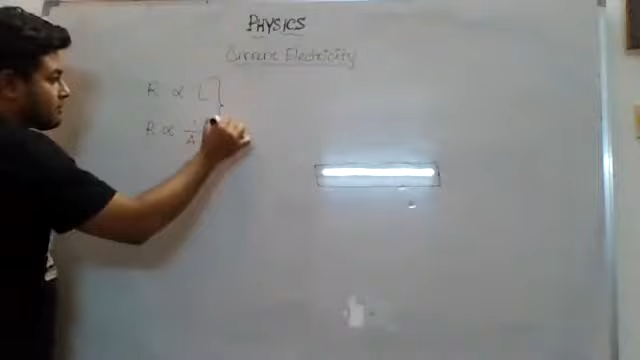 PHYSICS
Current Electricity
R ∝ L
R ∝ 1/A